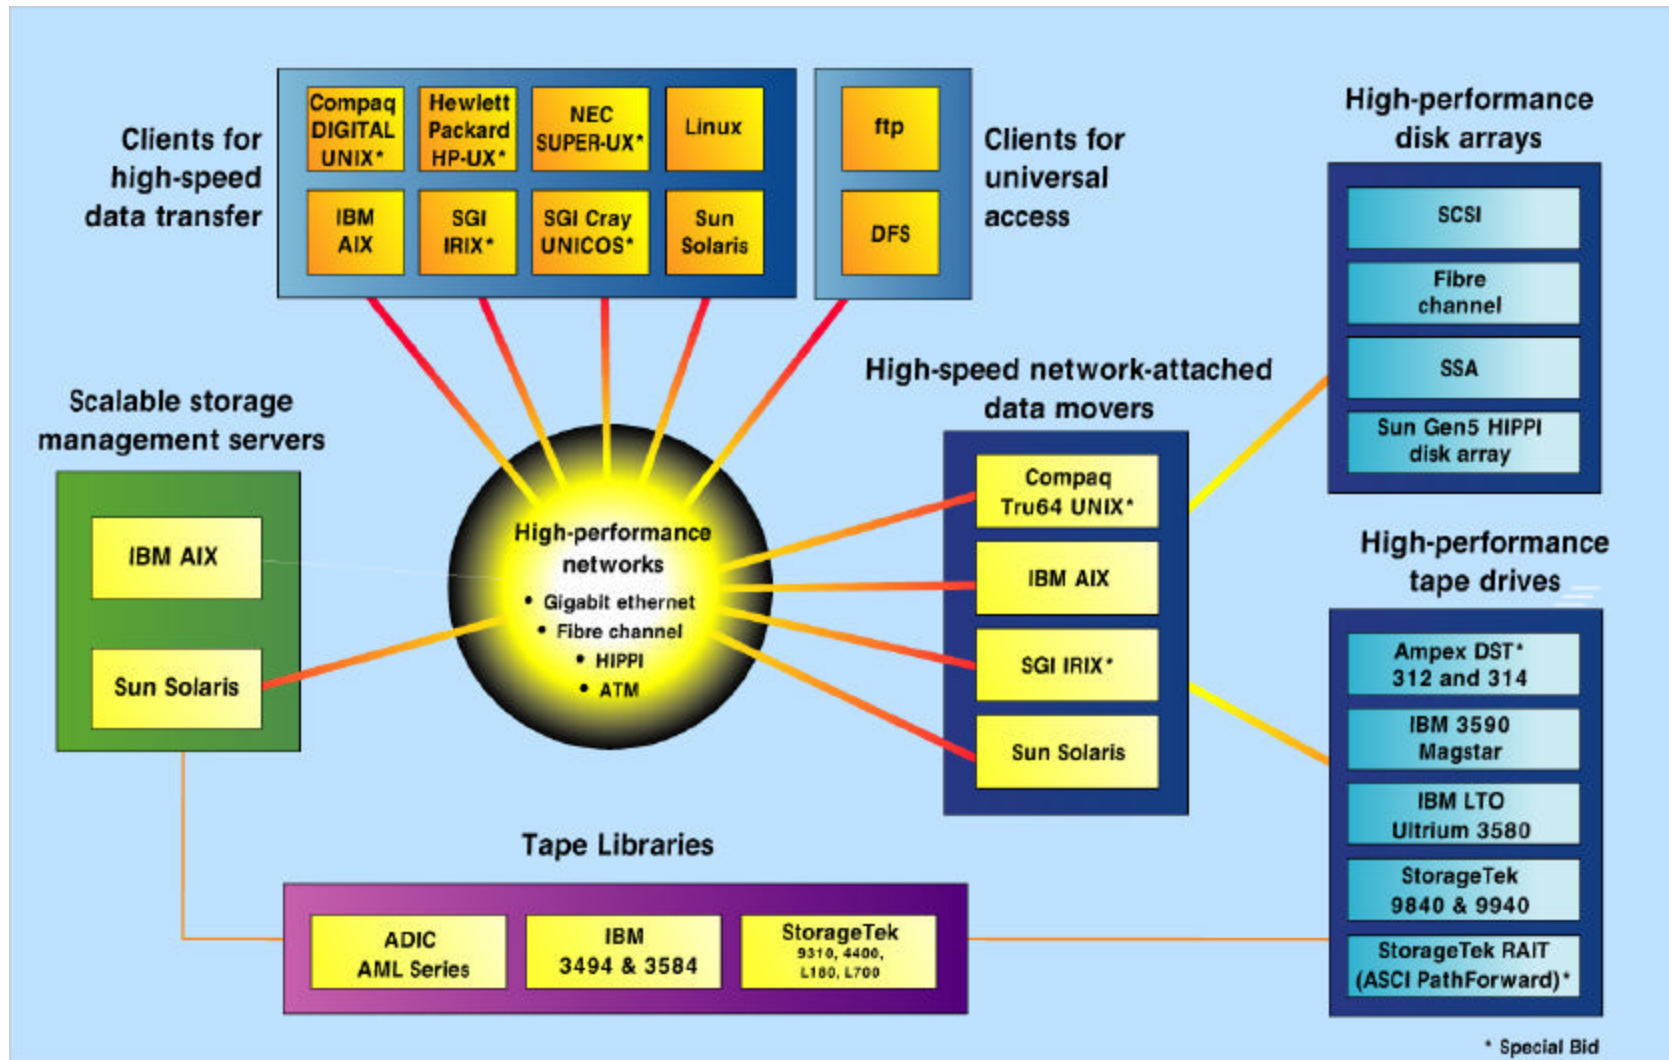 Clients for
high-speed
data transfer
Compaq
DIGITAL
UNIX*
Hewlett
Packard
HP-UX*
NEC
SUPER-UX*
Linux
IBM
AIX
SGI
IRIX*
SGI Cray
UNICOS*
Sun
Solaris
ftp
DFS
Clients for
universal
access
High-performance
disk arrays
SCSI
Fibre
channel
SSA
Sun Gen5 HIPPI
disk array
Scalable storage
management servers
IBM AIX
Sun Solaris
High-performance
networks
• Gigabit ethernet
• Fibre channel
• HIPPI
• ATM
High-speed network-attached
data movers
Compaq
Tru64 UNIX*
IBM AIX
SGI IRIX*
Sun Solaris
High-performance
tape drives
Ampex DST*
312 and 314
IBM 3590
Magstar
IBM LTO
Ultrium 3580
StorageTek
9840 & 9940
StorageTek RAIT
(ASCI PathForward)*
Tape Libraries
ADIC
AML Series
IBM
3494 & 3584
StorageTek
9310, 4400,
L180, L700
* Special Bid